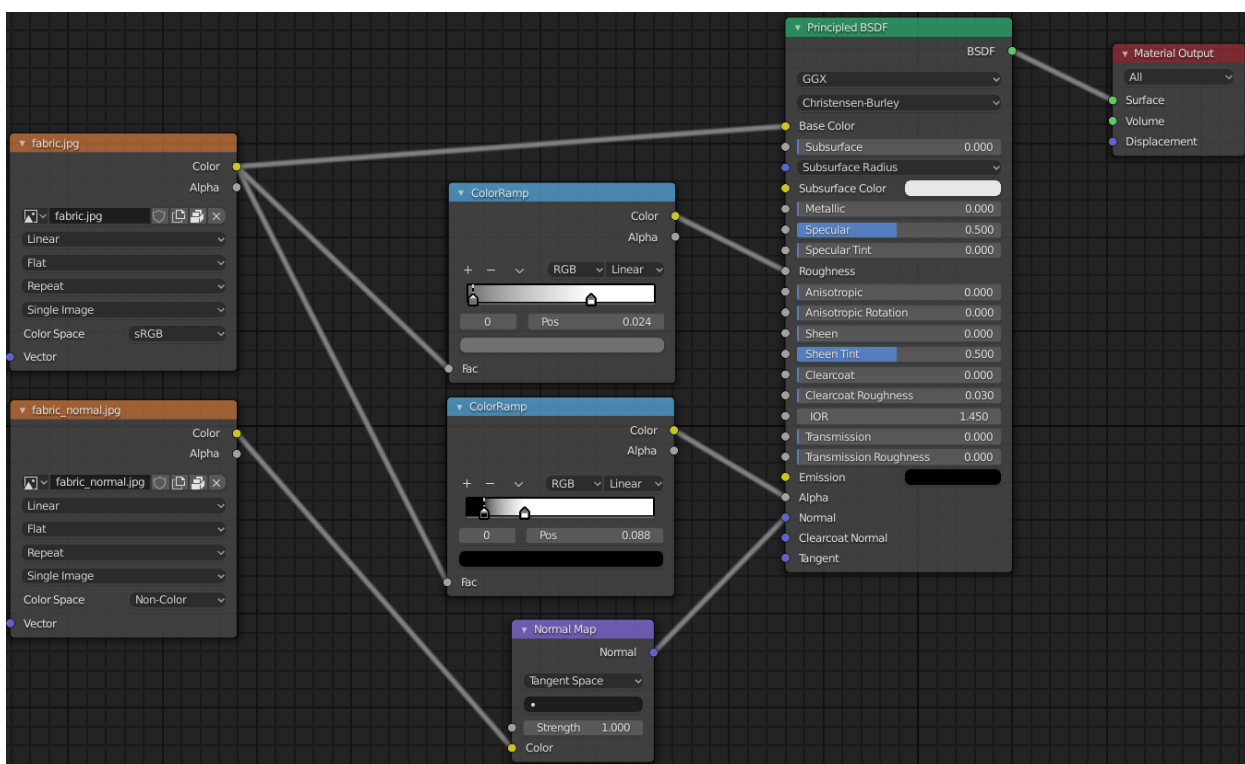 fabric.jpg
Color
Alpha
fabric.jpg
Linear
Flat
Repeat
Single Image
Color Space sRGB
Vector
fabric_normal.jpg
Color
Alpha
fabric_normal.jpg
Linear
Flat
Repeat
Single Image
Color Space Non-Color
Vector
ColorRamp
Color
Alpha
+ − RGB Linear
0 Pos 0.024
Fac
ColorRamp
Color
Alpha
+ − RGB Linear
0 Pos 0.088
Fac
Normal Map
Normal
Tangent Space
Strength 1.000
Color
Principled BSDF
BSDF
GGX
Christensen-Burley
Base Color
Subsurface 0.000
Subsurface Radius
Subsurface Color
Metallic 0.000
Specular 0.500
Specular Tint 0.000
Roughness
Anisotropic 0.000
Anisotropic Rotation 0.000
Sheen 0.000
Sheen Tint 0.500
Clearcoat 0.000
Clearcoat Roughness 0.030
IOR 1.450
Transmission 0.000
Transmission Roughness 0.000
Emission
Alpha
Normal
Clearcoat Normal
Tangent
Material Output
All
Surface
Volume
Displacement